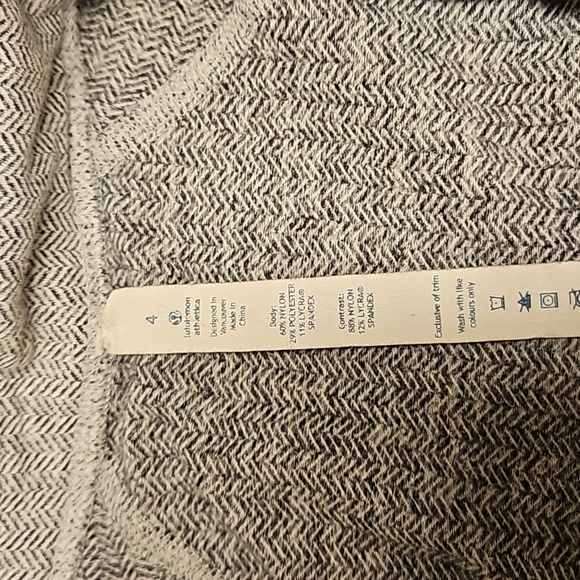 4
lululemon
athletica
Designed in
Vancouver
Made in
China
Body:
60% NYLON
29% POLYESTER
11% LYCRA®
SPANDEX
Contrast:
88% NYLON
12% LYCRA®
SPANDEX
Exclusive of trim
Wash with like
colours only